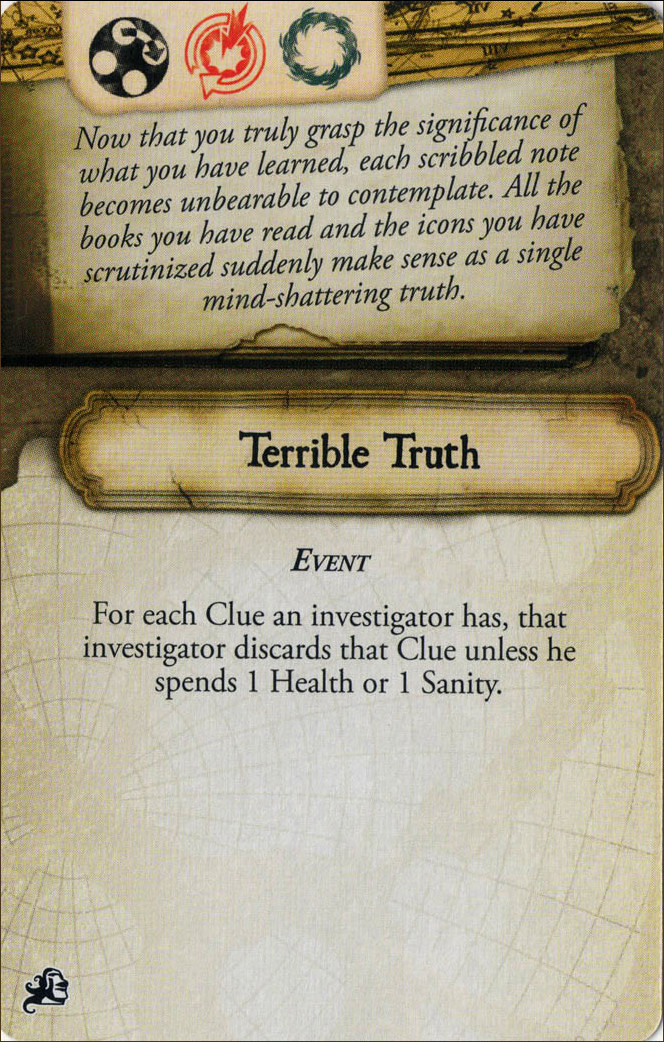 Now that you truly grasp the significance of
what you have learned, each scribbled note
becomes unbearable to contemplate. All the
books you have read and the icons you have
scrutinized suddenly make sense as a single
mind-shattering truth.
Terrible Truth
EVENT
For each Clue an investigator has, that
investigator discards that Clue unless he
spends 1 Health or 1 Sanity.